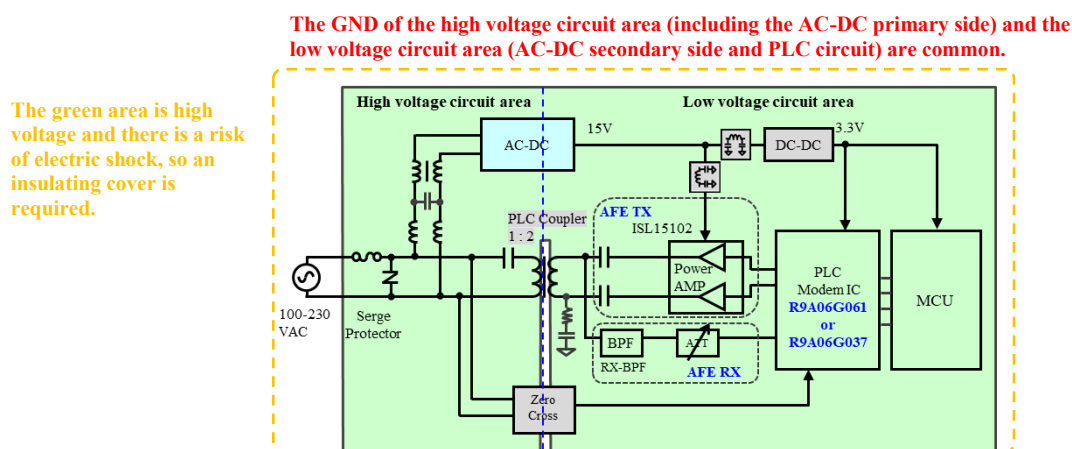 The GND of the high voltage circuit area (including the AC-DC primary side) and the
low voltage circuit area (AC-DC secondary side and PLC circuit) are common.
The green area is high
voltage and there is a risk
of electric shock, so an
insulating cover is
required.
High voltage circuit area
Low voltage circuit area
AC-DC
15V
DC-DC
3.3V
PLC Coupler
1 : 2
AFE TX
ISL15102
Power
AMP
PLC
Modem IC
R9A06G061
or
R9A06G037
MCU
100-230
VAC
Serge
Protector
BPF
RX-BPF
ATT
AFE RX
Zero
Cross